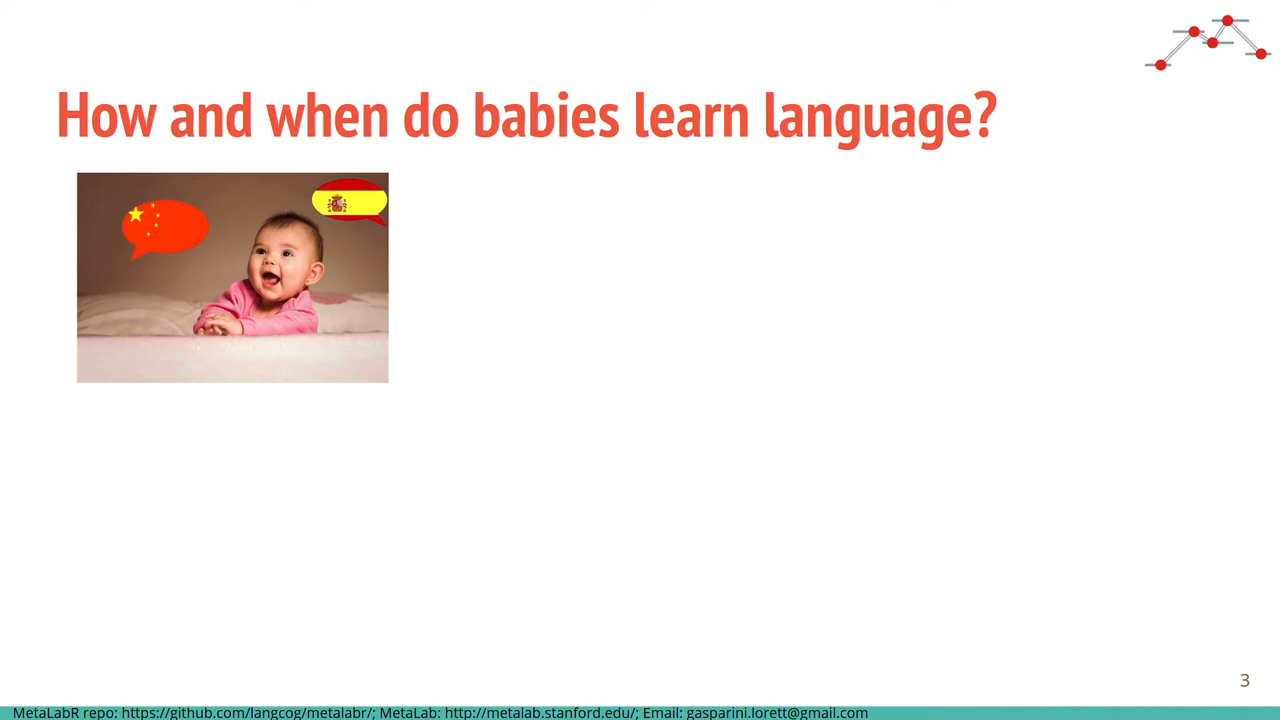 How and when do babies learn language?
3
MetaLabR repo: https://github.com/langcog/metalabr/; MetaLab: http://metalab.stanford.edu/; Email: gasparini.lorett@gmail.com